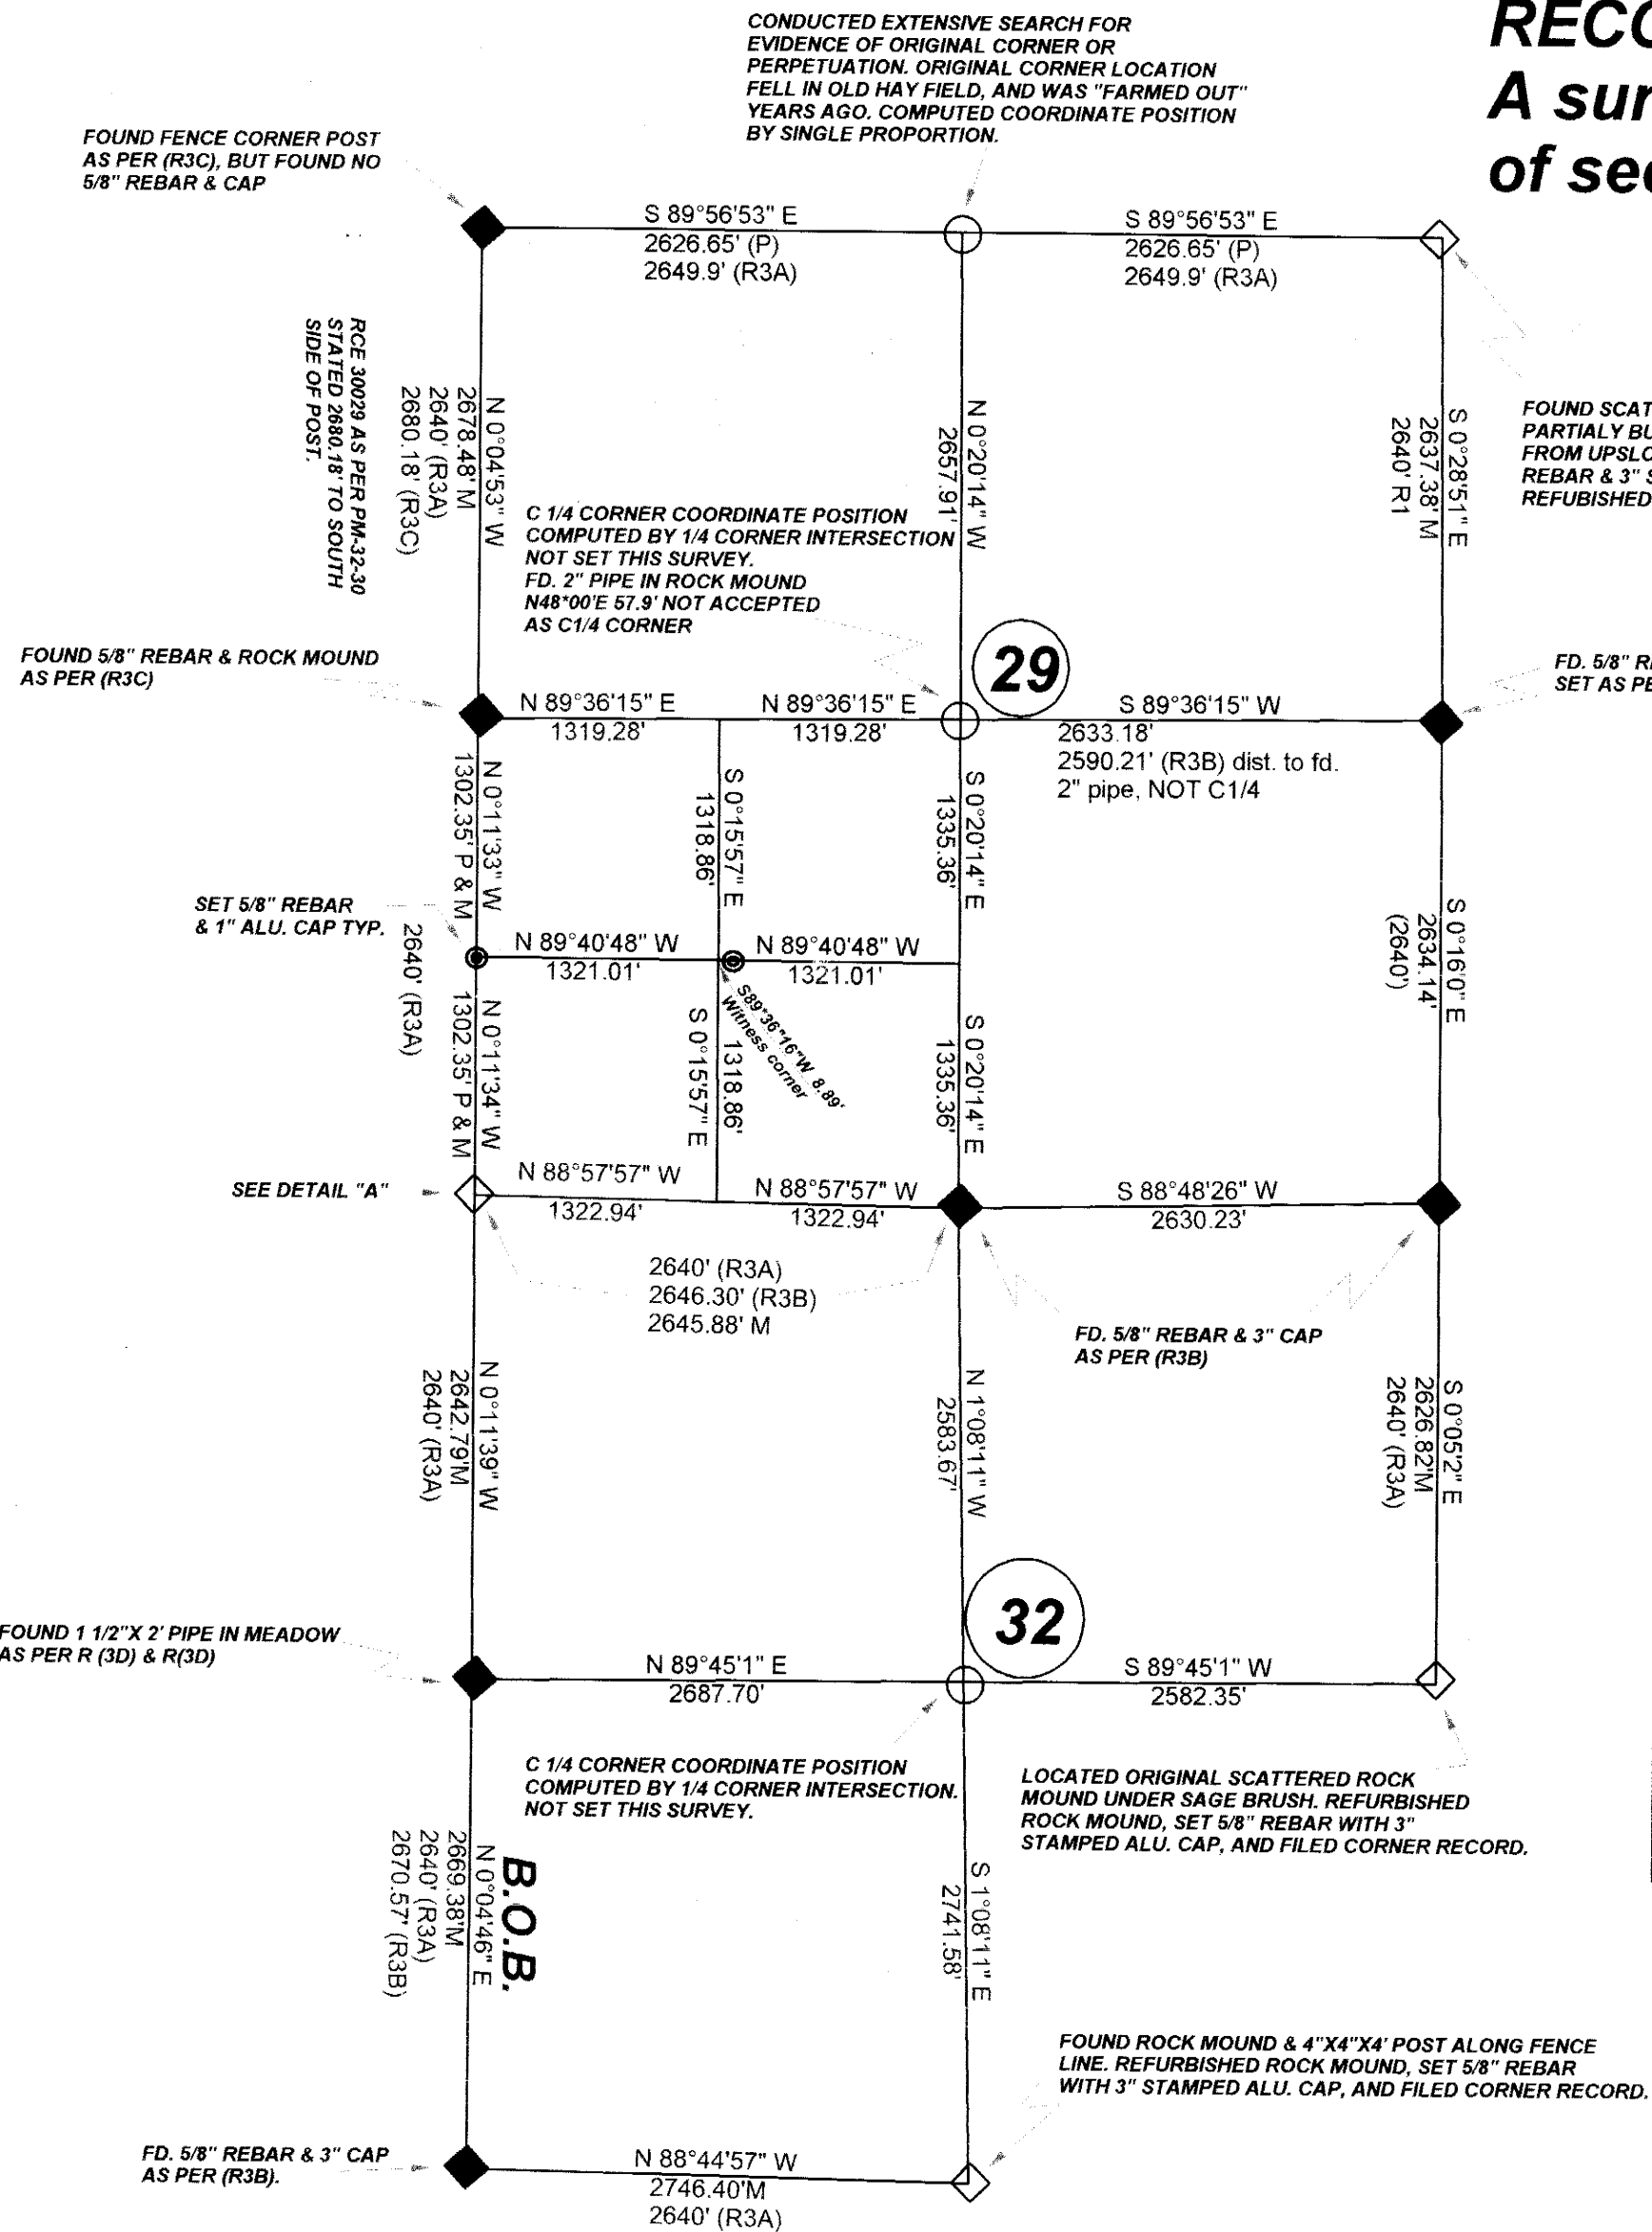 CONDUCTED EXTENSIVE SEARCH FOR
EVIDENCE OF ORIGINAL CORNER OR
PERPETUATION. ORIGINAL CORNER LOCATION
FELL IN OLD HAY FIELD, AND WAS "FARMED OUT"
YEARS AGO. COMPUTED COORDINATE POSITION
BY SINGLE PROPORTION.
RECO
A sur
of sec
FOUND FENCE CORNER POST
AS PER (R3C), BUT FOUND NO
5/8" REBAR & CAP
S 89°56'53" E
2626.65' (P)
2649.9' (R3A)
S 89°56'53" E
2626.65' (P)
2649.9' (R3A)
RCE 30029 AS PER PM-32-30
STATED 2680.18' TO SOUTH
SIDE OF POST.
N 0°04'53" W
2678.48' M
2640' (R3A)
2680.18' (R3C)
N 0°20'14" W
2657.91'
S 0°28'51" E
2637.38' M
2640' R1
FOUND SCAT
PARTIALY BU
FROM UPSLO
REBAR & 3" S
REFUBISHED
C 1/4 CORNER COORDINATE POSITION
COMPUTED BY 1/4 CORNER INTERSECTION
NOT SET THIS SURVEY.
FD. 2" PIPE IN ROCK MOUND
N48*00'E 57.9' NOT ACCEPTED
AS C1/4 CORNER
29
FOUND 5/8" REBAR & ROCK MOUND
AS PER (R3C)
FD. 5/8" RE
SET AS PE
N 89°36'15" E
1319.28'
N 89°36'15" E
1319.28'
S 89°36'15" W
2633.18'
2590.21' (R3B) dist. to fd.
2" pipe, NOT C1/4
N 0°11'33" W
1302.35' P & M
S 0°15'57" E
1318.86'
S 0°20'14" E
1335.36'
SET 5/8" REBAR
& 1" ALU. CAP TYP.
2640' (R3A)
N 89°40'48" W
1321.01'
N 89°40'48" W
1321.01'
S 0°16'0" E
2634.14'
(2640')
S89*36"16"W 8.89'
Witness corner
N 0°11'34" W
1302.35' P & M
S 0°15'57" E
1318.86'
S 0°20'14" E
1335.36'
SEE DETAIL "A"
N 88°57'57" W
1322.94'
N 88°57'57" W
1322.94'
S 88°48'26" W
2630.23'
2640' (R3A)
2646.30' (R3B)
2645.88' M
FD. 5/8" REBAR & 3" CAP
AS PER (R3B)
N 0°11'39" W
2642.79'M
2640' (R3A)
N 1°08'11" W
2583.67'
S 0°05'2" E
2626.82'M
2640' (R3A)
32
FOUND 1 1/2"X 2' PIPE IN MEADOW
AS PER R (3D) & R(3D)
N 89°45'1" E
2687.70'
S 89°45'1" W
2582.35'
C 1/4 CORNER COORDINATE POSITION
COMPUTED BY 1/4 CORNER INTERSECTION.
NOT SET THIS SURVEY.
LOCATED ORIGINAL SCATTERED ROCK
MOUND UNDER SAGE BRUSH. REFURBISHED
ROCK MOUND, SET 5/8" REBAR WITH 3"
STAMPED ALU. CAP, AND FILED CORNER RECORD.
B.O.B.
N 0°04'46" E
2669.38'M
2640' (R3A)
2670.57' (R3B)
S 1°08'11" E
2741.58'
FOUND ROCK MOUND & 4"X4"X4' POST ALONG FENCE
LINE. REFURBISHED ROCK MOUND, SET 5/8" REBAR
WITH 3" STAMPED ALU. CAP, AND FILED CORNER RECORD.
FD. 5/8" REBAR & 3" CAP
AS PER (R3B).
N 88°44'57" W
2746.40'M
2640' (R3A)